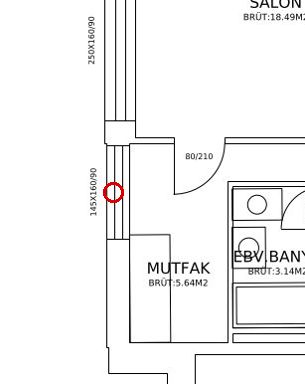 SALON
BRÜT:18.49M2
250X160/90
80/210
145X160/90
EBV.BANY
BRÜT:3.14M2
MUTFAK
BRÜT:5.64M2